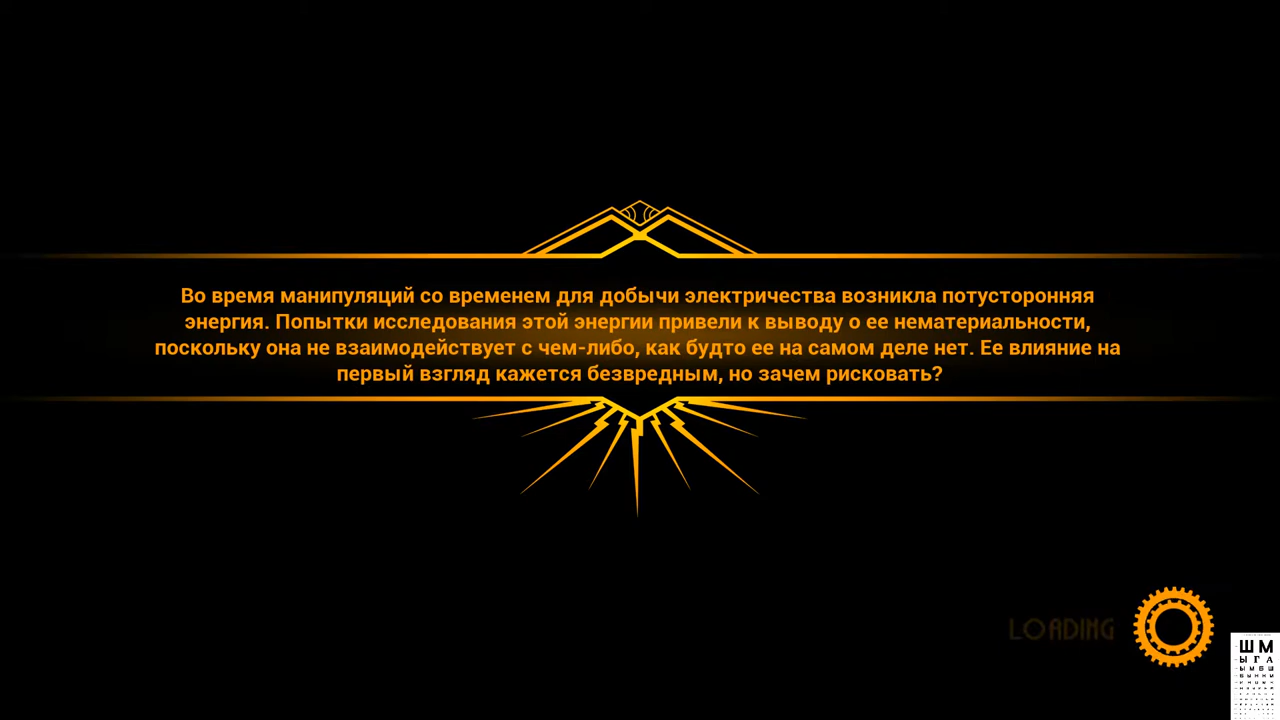 Во время манипуляций со временем для добычи электричества возникла потусторонняя
энергия. Попытки исследования этой энергии привели к выводу о ее нематериальности,
поскольку она не взаимодействует с чем-либо, как будто ее на самом деле нет. Ее влияние на
первый взгляд кажется безвредным, но зачем рисковать?
LOADING
Ш М
Ы Г А
Ы М Б Ш
Б Ы Н К И